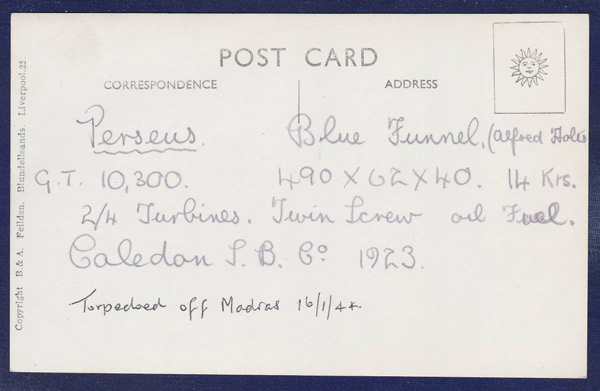 POST CARD
CORRESPONDENCE
ADDRESS
Perseus. Blue Funnel, (Alfred Holts
G.T. 10,300. 490 X 62 X 40. 14 Kts.
2/4 Turbines. Twin Screw oil Fuel.
Caledon S.B. Co 1923.
Torpedoed off Madras 16/1/44
Copyright B. & A. Feilden. Blundellsands. Liverpool.23.